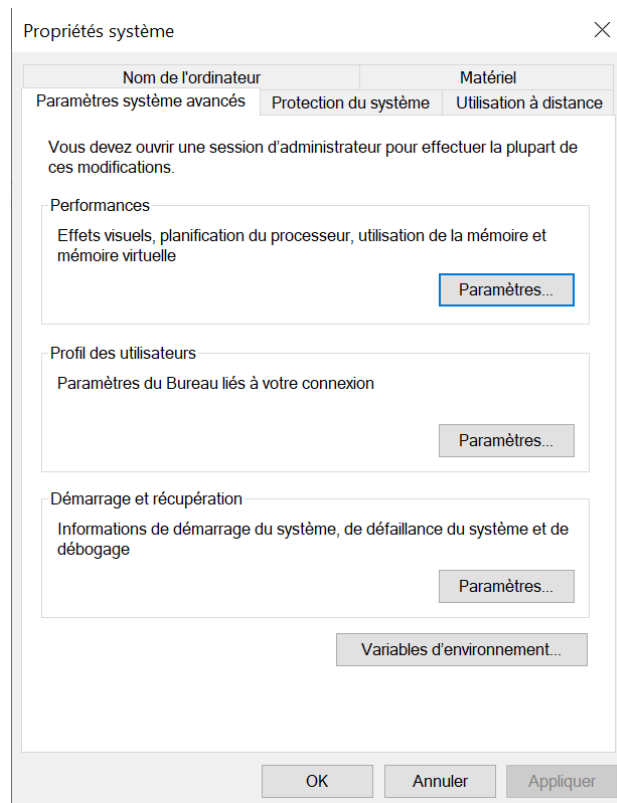 Propriétés système
Nom de l'ordinateur
Matériel
Paramètres système avancés
Protection du système
Utilisation à distance
Vous devez ouvrir une session d’administrateur pour effectuer la plupart de
ces modifications.
Performances
Effets visuels, planification du processeur, utilisation de la mémoire et
mémoire virtuelle
Paramètres...
Profil des utilisateurs
Paramètres du Bureau liés à votre connexion
Paramètres...
Démarrage et récupération
Informations de démarrage du système, de défaillance du système et de
débogage
Paramètres...
Variables d’environnement...
OK
Annuler
Appliquer